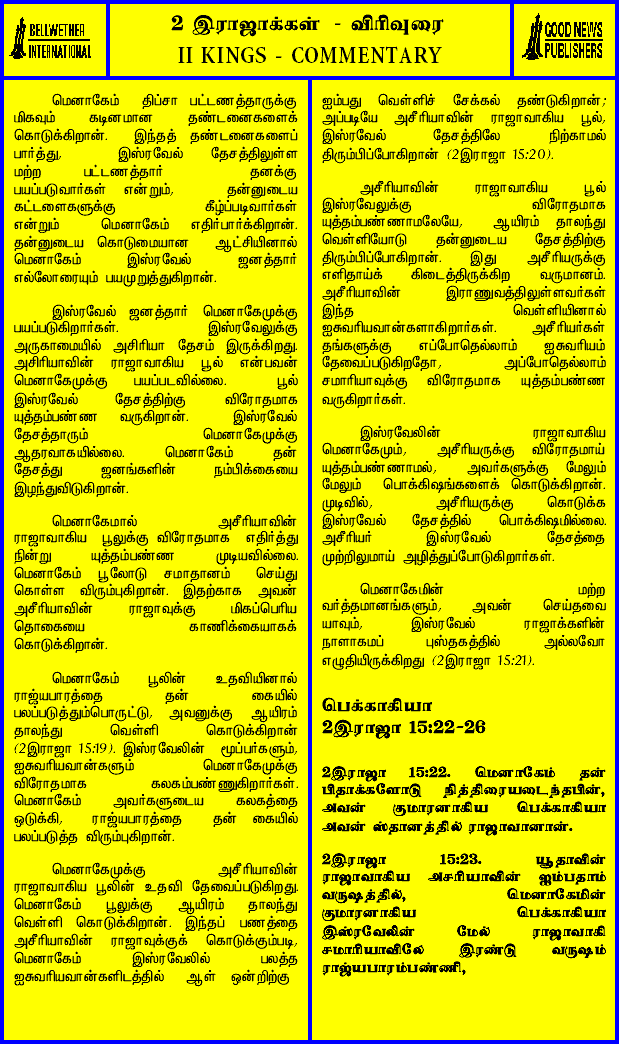 BELLWETHER
INTERNATIONAL
2 இராஜாக்கள் - விரிவுரை
II KINGS - COMMENTARY
GOOD NEWS
PUBLISHERS
மெனாகேம் திப்சா பட்டணத்தாருக்கு
மிகவும் கடினமான தண்டனைகளைக்
கொடுக்கிறான். இந்தத் தண்டனைகளைப்
பார்த்து, இஸ்ரவேல் தேசத்திலுள்ள
மற்ற பட்டணத்தார் தனக்கு
பயப்படுவார்கள் என்றும், தன்னுடைய
கட்டளைகளுக்கு கீழ்ப்படிவார்கள்
என்றும் மெனாகேம் எதிர்பார்க்கிறான்.
தன்னுடைய கொடுமையான ஆட்சியினால்
மெனாகேம் இஸ்ரவேல் ஜனத்தார்
எல்லோரையும் பயமுறுத்துகிறான்.
இஸ்ரவேல் ஜனத்தார் மெனாகேமுக்கு
பயப்படுகிறார்கள். இஸ்ரவேலுக்கு
அருகாமையில் அசிரியா தேசம் இருக்கிறது.
அசிரியாவின் ராஜாவாகிய பூல் என்பவன்
மெனாகேமுக்கு பயப்படவில்லை. பூல்
இஸ்ரவேல் தேசத்திற்கு விரோதமாக
யுத்தம்பண்ண வருகிறான். இஸ்ரவேல்
தேசத்தாரும் மெனாகேமுக்கு
ஆதரவாகயில்லை. மெனாகேம் தன்
தேசத்து ஜனங்களின் நம்பிக்கையை
இழந்துவிடுகிறான்.
மெனாகேமால் அசீரியாவின்
ராஜாவாகிய பூலுக்கு விரோதமாக எதிர்த்து
நின்று யுத்தம்பண்ண முடியவில்லை.
மெனாகேம் பூலோடு சமாதானம் செய்து
கொள்ள விரும்புகிறான். இதற்காக அவன்
அசீரியாவின் ராஜாவுக்கு மிகப்பெரிய
தொகையை காணிக்கையாகக்
கொடுக்கிறான்.
மெனாகேம் பூலின் உதவியினால்
ராஜ்யபாரத்தை தன் கையில்
பலப்படுத்தும்பொருட்டு, அவனுக்கு ஆயிரம்
தாலந்து வெள்ளி கொடுக்கிறான்
(2இராஜா 15:19). இஸ்ரவேலின் மூப்பர்களும்,
ஐசுவரியவான்களும் மெனாகேமுக்கு
விரோதமாக கலகம்பண்ணுகிறார்கள்.
மெனாகேம் அவர்களுடைய கலகத்தை
ஒடுக்கி, ராஜ்யபாரத்தை தன் கையில்
பலப்படுத்த விரும்புகிறான்.
மெனாகேமுக்கு அசீரியாவின்
ராஜாவாகிய பூலின் உதவி தேவைப்படுகிறது.
மெனாகேம் பூலுக்கு ஆயிரம் தாலந்து
வெள்ளி கொடுக்கிறான். இந்தப் பணத்தை
அசீரியாவின் ராஜாவுக்குக் கொடுக்கும்படி,
மெனாகேம் இஸ்ரவேலில் பலத்த
ஐசுவரியவான்களிடத்தில் ஆள் ஒன்றிற்கு
ஐம்பது வெள்ளிச் சேக்கல் தண்டுகிறான்;
அப்படியே அசீரியாவின் ராஜாவாகிய பூல்,
இஸ்ரவேல் தேசத்திலே நிற்காமல்
திரும்பிப்போகிறான் (2இராஜா 15:20).
அசீரியாவின் ராஜாவாகிய பூல்
இஸ்ரவேலுக்கு விரோதமாக
யுத்தம்பண்ணாமலேயே, ஆயிரம் தாலந்து
வெள்ளியோடு தன்னுடைய தேசத்திற்கு
திரும்பிப்போகிறான். இது அசீரியருக்கு
எளிதாய்க் கிடைத்திருக்கிற வருமானம்.
அசீரியாவின் இராணுவத்திலுள்ளவர்கள்
இந்த வெள்ளியினால்
ஐசுவரியவான்களாகிறார்கள். அசீரியர்கள்
தங்களுக்கு எப்போதெல்லாம் ஐசுவரியம்
தேவைப்படுகிறதோ, அப்போதெல்லாம்
சமாரியாவுக்கு விரோதமாக யுத்தம்பண்ண
வருகிறார்கள்.
இஸ்ரவேலின் ராஜாவாகிய
மெனாகேமும், அசீரியருக்கு விரோதமாய்
யுத்தம்பண்ணாமல், அவர்களுக்கு மேலும்
மேலும் பொக்கிஷங்களைக் கொடுக்கிறான்.
முடிவில், அசீரியருக்கு கொடுக்க
இஸ்ரவேல் தேசத்தில் பொக்கிஷமில்லை.
அசீரியர் இஸ்ரவேல் தேசத்தை
முற்றிலுமாய் அழித்துப்போடுகிறார்கள்.
மெனாகேமின் மற்ற
வர்த்தமானங்களும், அவன் செய்தவை
யாவும், இஸ்ரவேல் ராஜாக்களின்
நாளாகமப் புஸ்தகத்தில் அல்லவோ
எழுதியிருக்கிறது (2இராஜா 15:21).
பெக்காகியா
2இராஜா 15:22-26
2இராஜா 15:22. மெனாகேம் தன்
பிதாக்களோடு நித்திரையடைந்தபின்,
அவன் குமாரனாகிய பெக்காகியா
அவன் ஸ்தானத்தில் ராஜாவானான்.
2இராஜா 15:23. யூதாவின்
ராஜாவாகிய அசரியாவின் ஐம்பதாம்
வருஷத்தில், மெனாகேமின்
குமாரனாகிய பெக்காகியா
இஸ்ரவேலின் மேல் ராஜாவாகி
சமாரியாவிலே இரண்டு வருஷம்
ராஜ்யபாரம்பண்ணி,